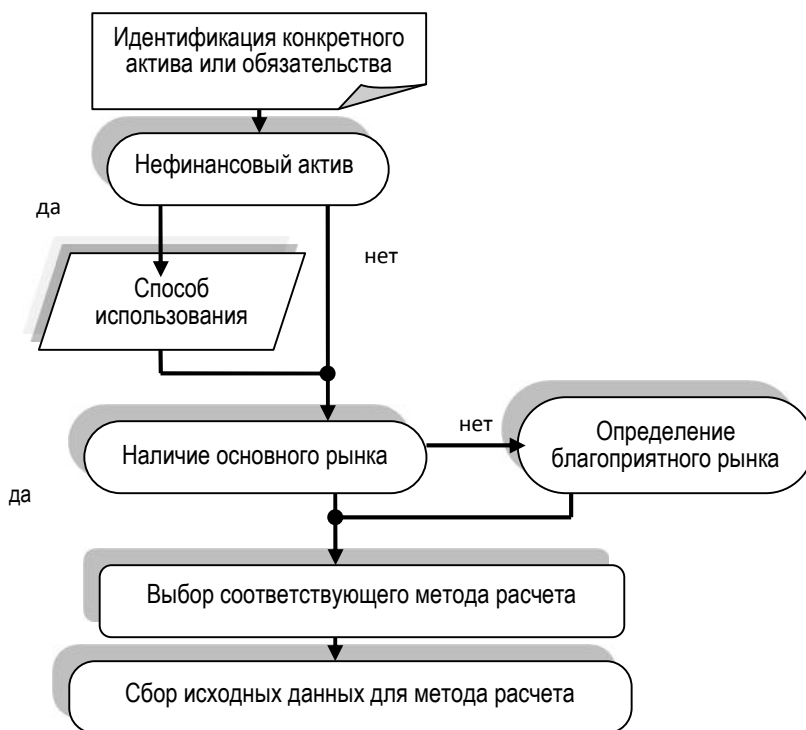 Идентификация конкретного
актива или обязательства
Нефинансовый актив
да
нет
Способ
использования
Наличие основного рынка
нет
Определение
благоприятного рынка
да
Выбор соответствующего метода расчета
Сбор исходных данных для метода расчета